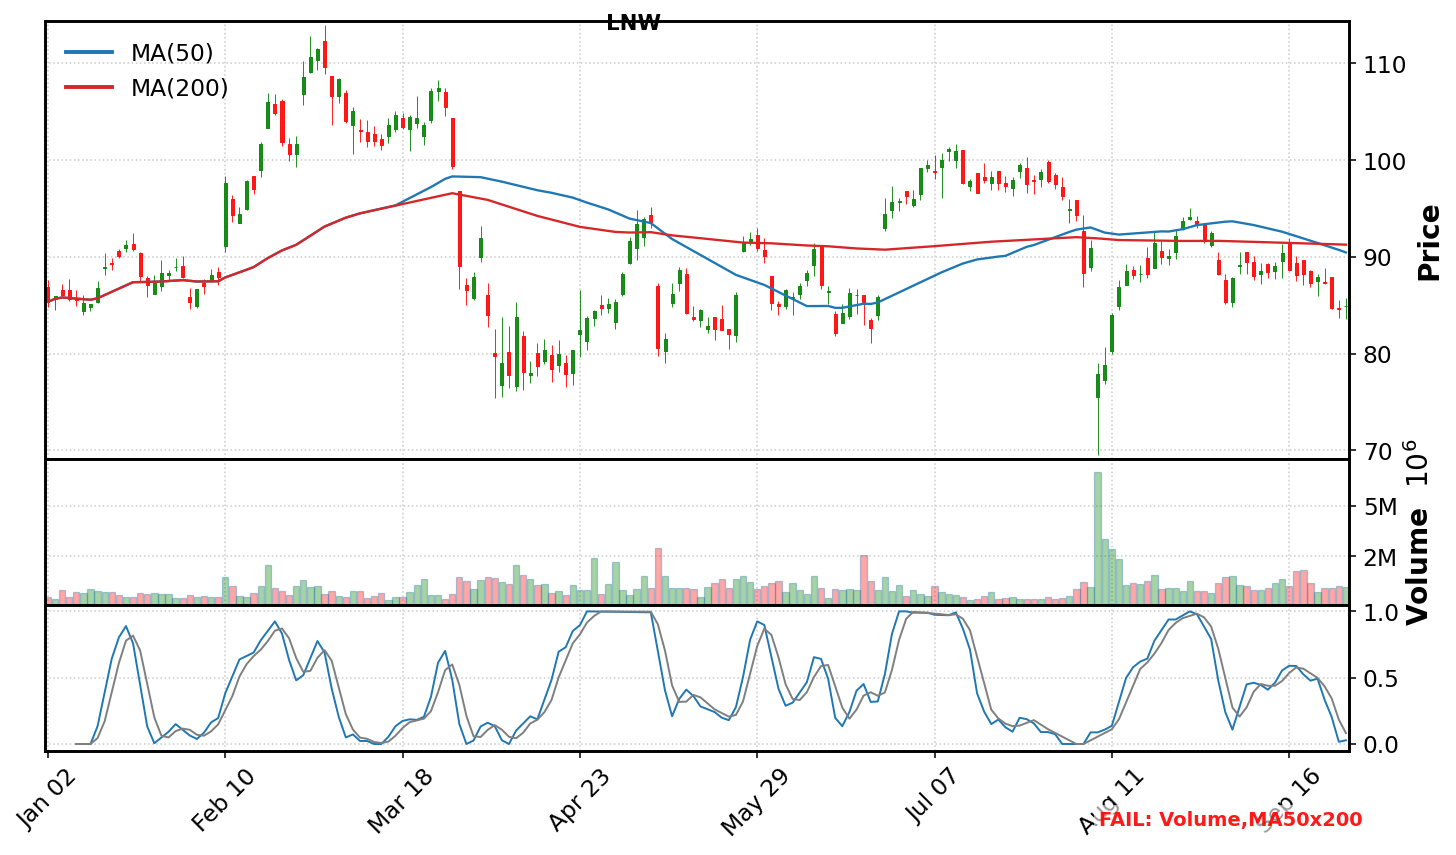 LNW
MA(50)
MA(200)
110
100
90
80
70
Price
10^6
5M
2M
Volume
1.0
0.5
0.0
Jan 02
Feb 10
Mar 18
Apr 23
May 29
Jul 07
Aug 11
Sep 16
FAIL: Volume,MA50x200